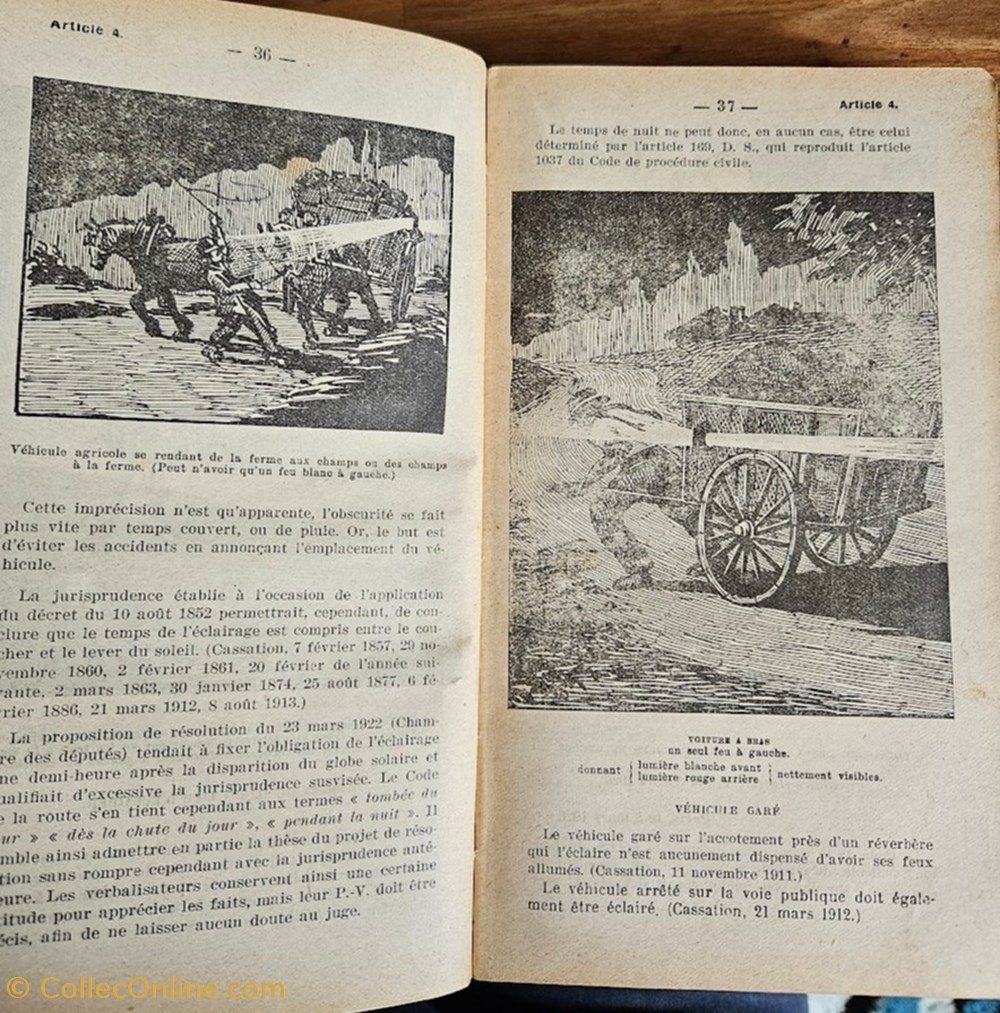 Article 4.
— 36 —
Véhicule agricole se rendant de la ferme aux champs ou des champs
à la ferme. (Peut n'avoir qu'un feu blanc à gauche.)
Cette imprécision n'est qu'apparente, l'obscurité se fait
plus vite par temps couvert, ou de pluie. Or, le but est
d'éviter les accidents en annonçant l'emplacement du vé-
hicule.
La jurisprudence établie à l'occasion de l'application
du décret du 10 août 1852 permettrait, cependant, de con-
clure que le temps de l'éclairage est compris entre le cou-
cher et le lever du soleil. (Cassation, 7 février 1857, 29 no-
vembre 1860, 2 février 1861, 20 février de l'année sui-
vante, 2 mars 1863, 30 janvier 1874, 25 août 1877, 6 fé-
vrier 1886, 21 mars 1912, 8 août 1913.)
La proposition de résolution du 23 mars 1922 (Cham-
re des députés) tendait à fixer l'obligation de l'éclairage
ne demi-heure après la disparition du globe solaire et
ualifiait d'excessive la jurisprudence susvisée. Le Code
e la route s'en tient cependant aux termes « tombée du
ur » « dès la chute du jour », « pendant la nuit ». Il
mble ainsi admettre en partie la thèse du projet de réso-
tion sans rompre cependant avec la jurisprudence anté-
eure. Les verbalisateurs conservent ainsi une certaine
titude pour apprécier les faits, mais leur P.-V. doit être
écis, afin de ne laisser aucun doute au juge.
— 37 —
Article 4.
Le temps de nuit ne peut donc, en aucun cas, être celui
déterminé par l'article 169, D. S., qui reproduit l'article
1037 du Code de procédure civile.
VOITURE A BRAS
un seul feu à gauche.
donnant { lumière blanche avant } nettement visibles.
lumière rouge arrière
VÉHICULE GARÉ
Le véhicule garé sur l'accotement près d'un réverbère
qui l'éclaire n'est aucunement dispensé d'avoir ses feux
allumés. (Cassation, 11 novembre 1911.)
Le véhicule arrêté sur la voie publique doit égale-
ment être éclairé. (Cassation, 21 mars 1912.)
© CollecOnline.com